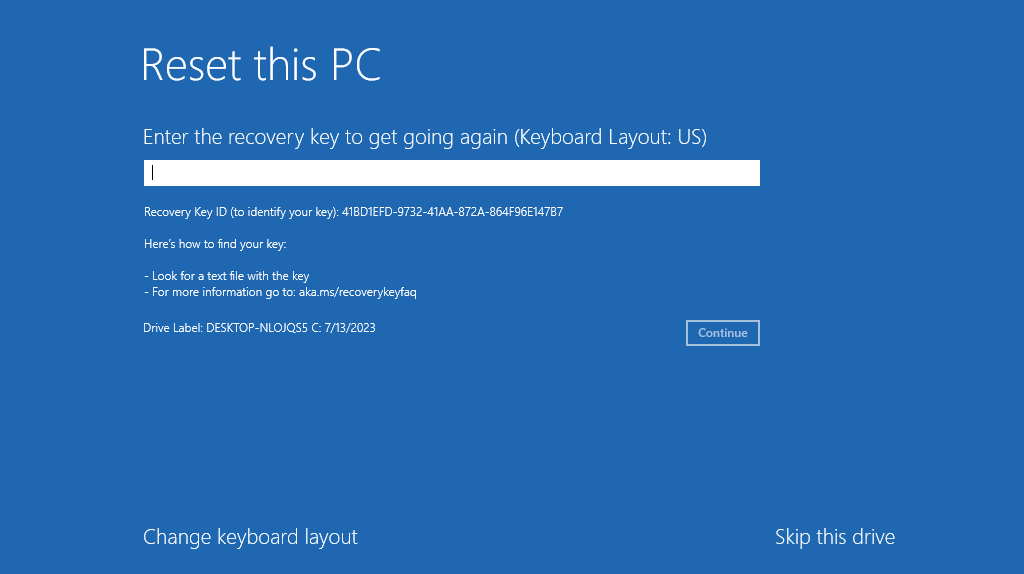 Reset this PC
Enter the recovery key to get going again (Keyboard Layout: US)
Recovery Key ID (to identify your key): 41BD1EFD-9732-41AA-872A-864F96E147B7
Here's how to find your key:
- Look for a text file with the key
- For more information go to: aka.ms/recoverykeyfaq
Drive Label: DESKTOP-NLOJQS5 C: 7/13/2023
Continue
Change keyboard layout
Skip this drive